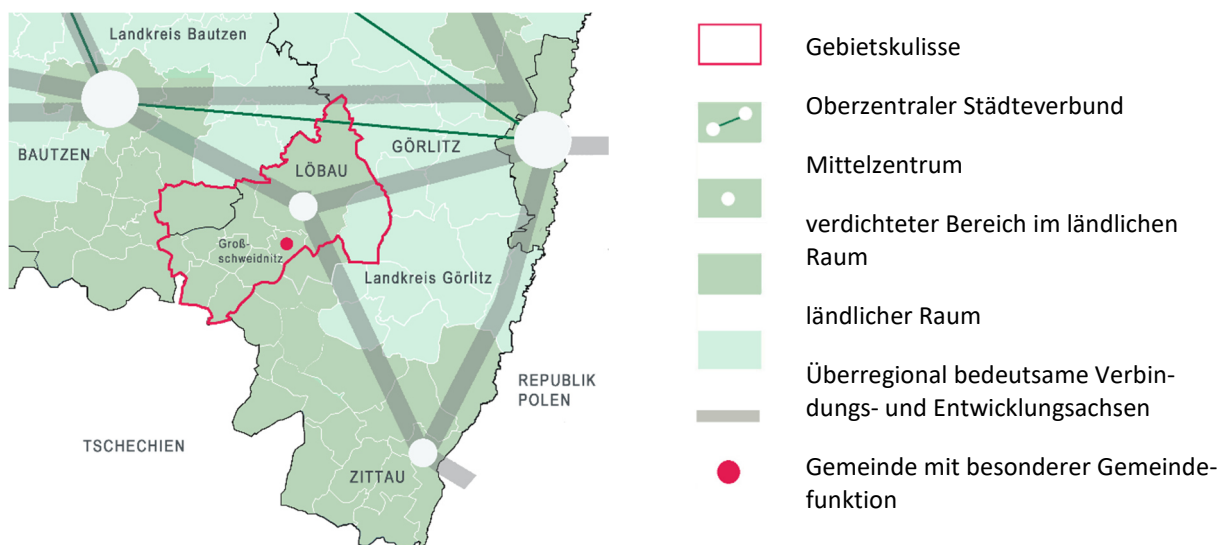 Landkreis Bautzen
BAUTZEN
GÖRLITZ
LÖBAU
Groß-
schweidnitz
Landkreis Görlitz
REPUBLIK
POLEN
TSCHECHIEN
ZITTAU
Gebietskulisse
Oberzentraler Städteverbund
Mittelzentrum
verdichteter Bereich im ländlichen
Raum
ländlicher Raum
Überregional bedeutsame Verbin-
dungs- und Entwicklungsachsen
Gemeinde mit besonderer Gemeinde-
funktion